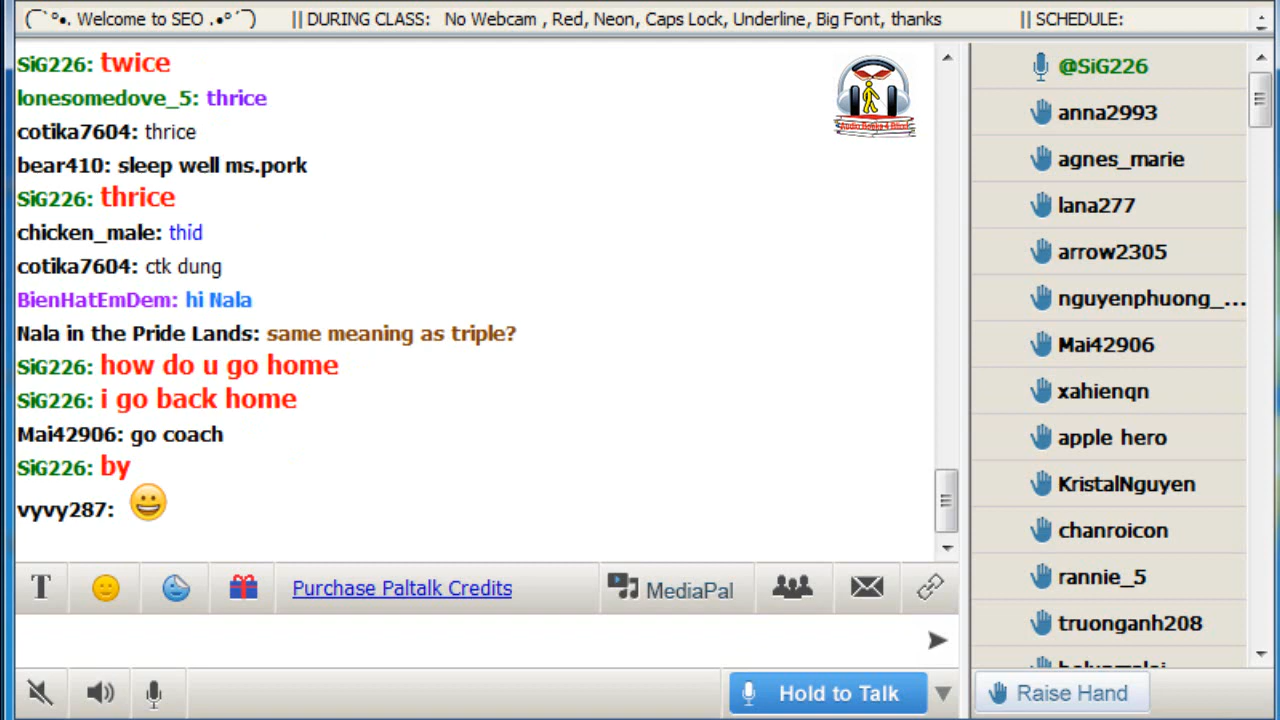 (¯`°•. Welcome to SEO .•°´¯) || DURING CLASS: No Webcam , Red, Neon, Caps Lock, Underline, Big Font, thanks || SCHEDULE:
SiG226: twice
lonesomedove_5: thrice
cotika7604: thrice
bear410: sleep well ms.pork
SiG226: thrice
chicken_male: thid
cotika7604: ctk dung
BienHatEmDem: hi Nala
Nala in the Pride Lands: same meaning as triple?
SiG226: how do u go home
SiG226: i go back home
Mai42906: go coach
SiG226: by
vyvy287:
T
Purchase Paltalk Credits
MediaPal
Hold to Talk
@SiG226
anna2993
agnes_marie
lana277
arrow2305
nguyenphuong_...
Mai42906
xahienqn
apple hero
KristalNguyen
chanroicon
rannie_5
truonganh208
Raise Hand